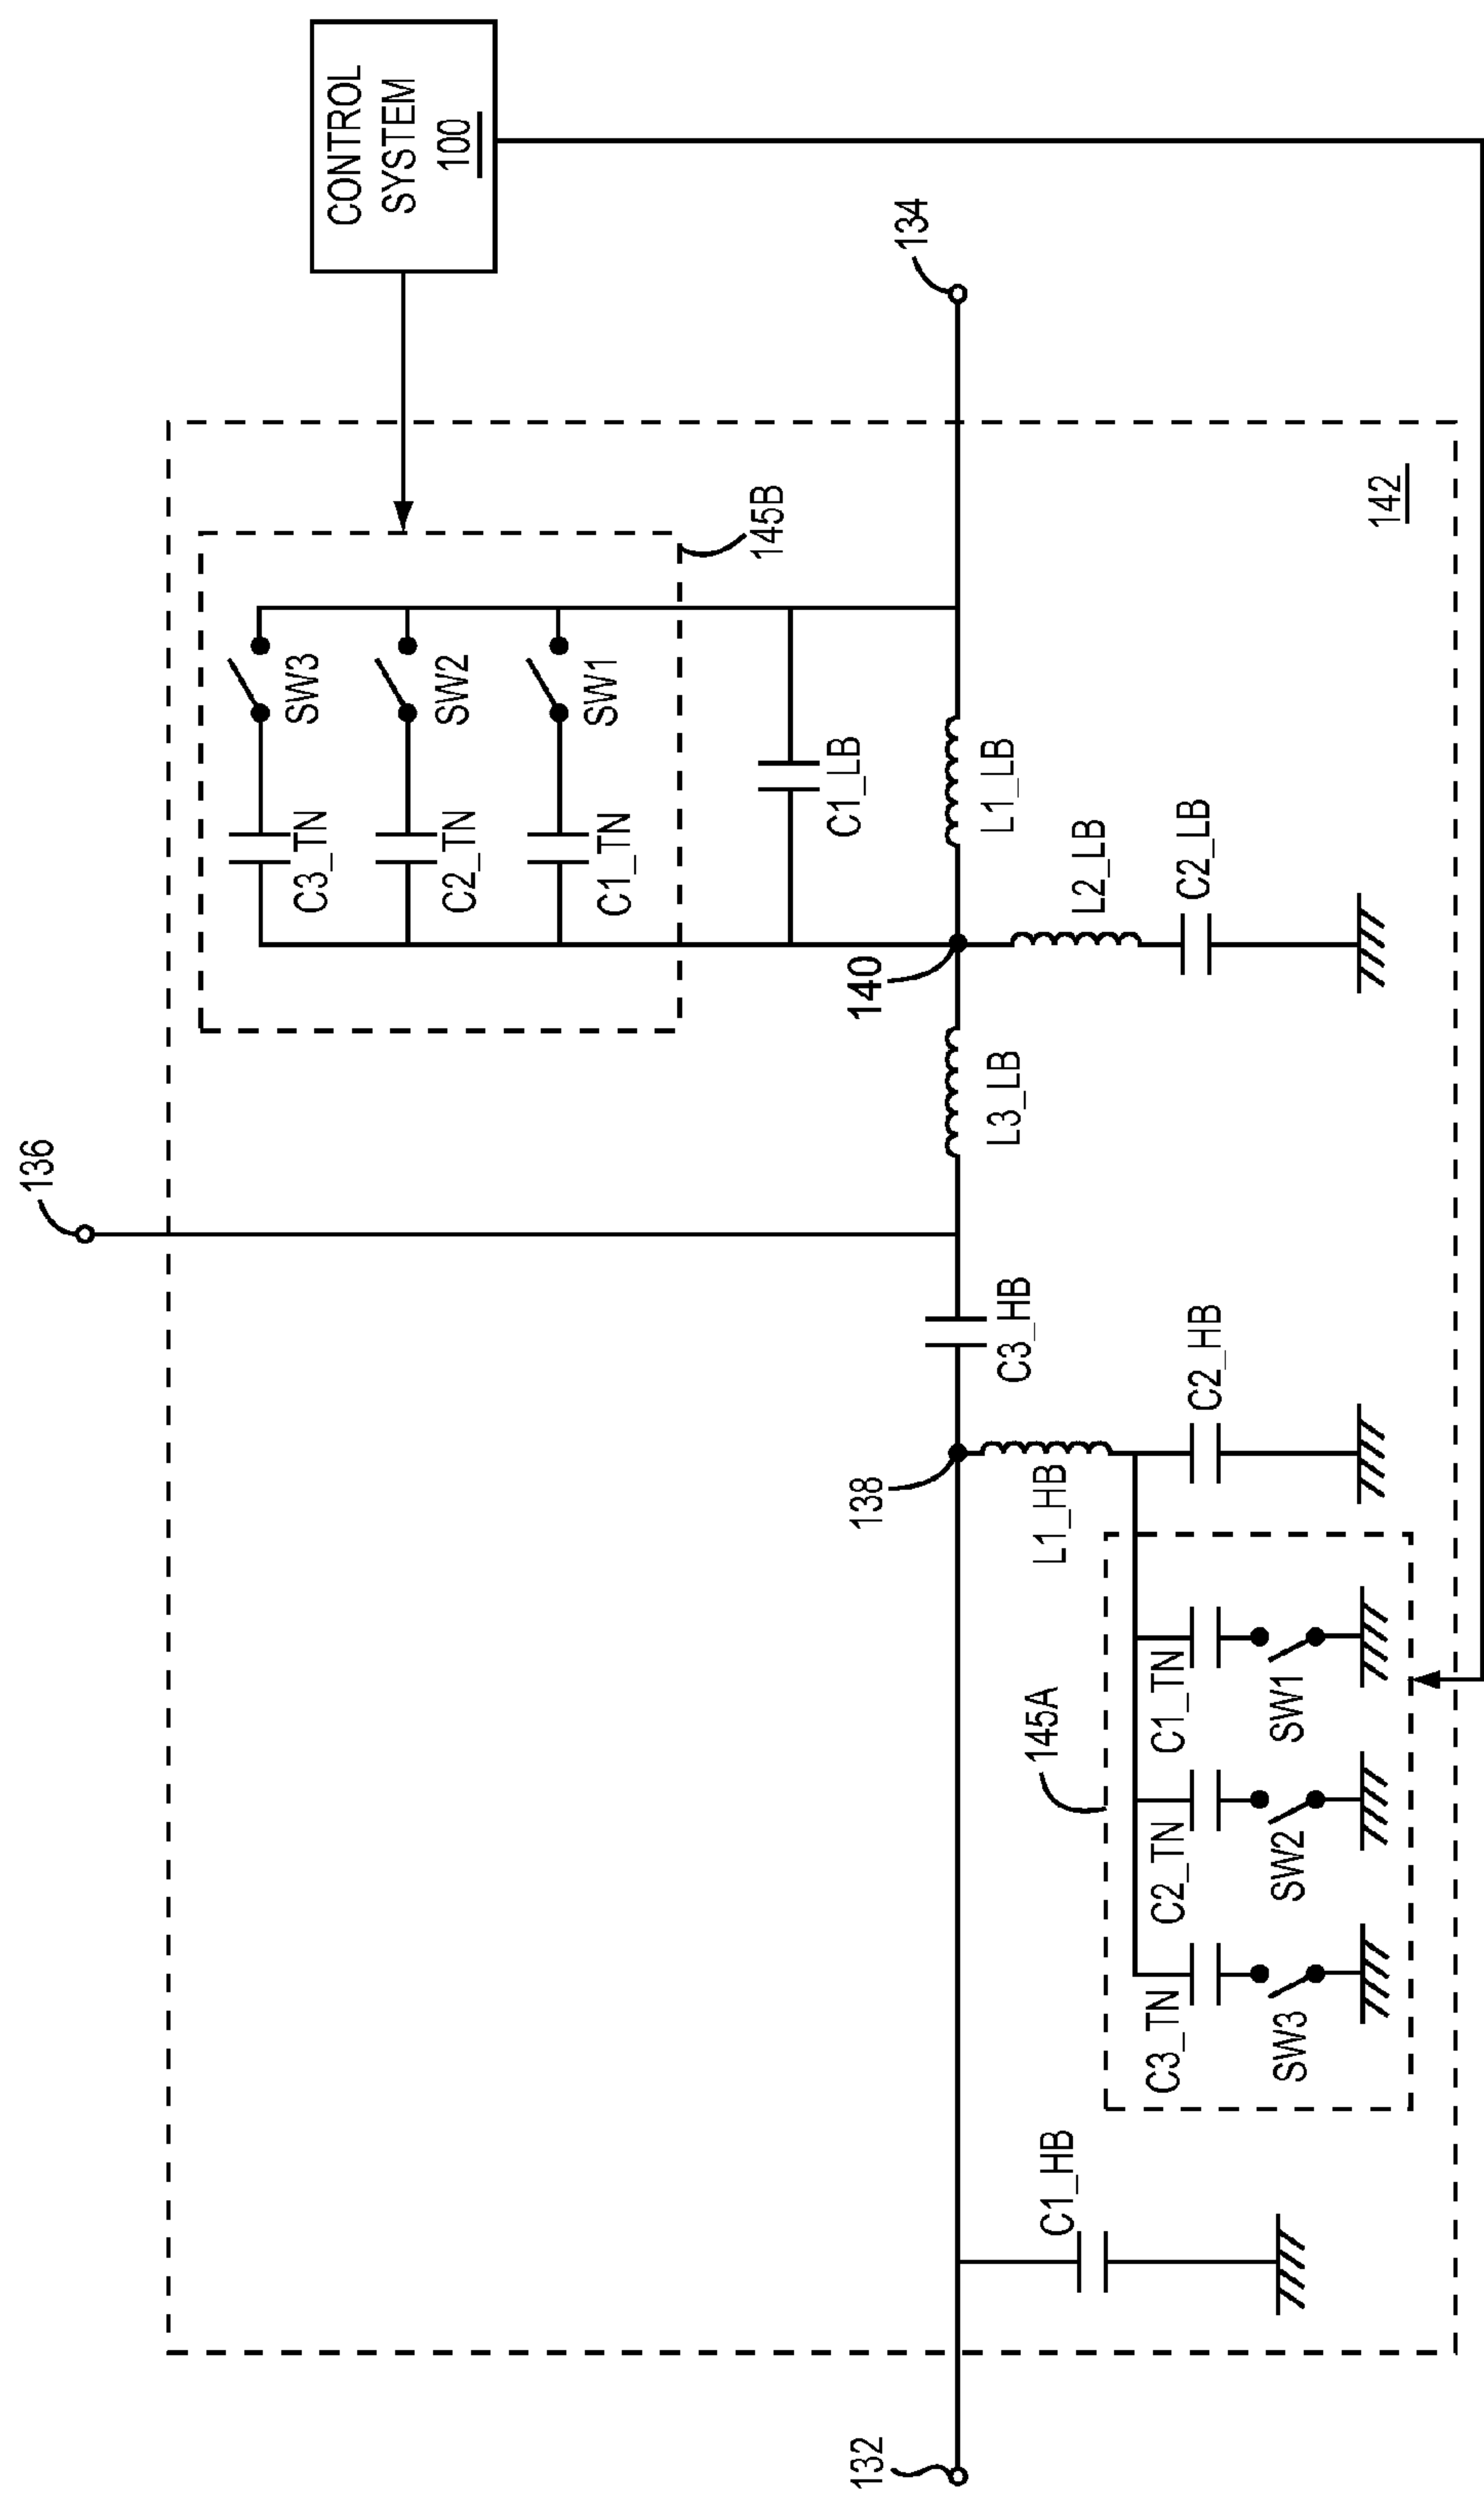 136
CONTROL
SYSTEM
100
C3_TN
SW3
C2_TN
SW2
C1_TN
SW1
145B
C1_LB
132
138
140
134
C3_HB
L3_LB
L1_LB
C1_HB
145A
L1_HB
L2_LB
C3_TN
C2_TN
C1_TN
C2_HB
C2_LB
SW3
SW2
SW1
142